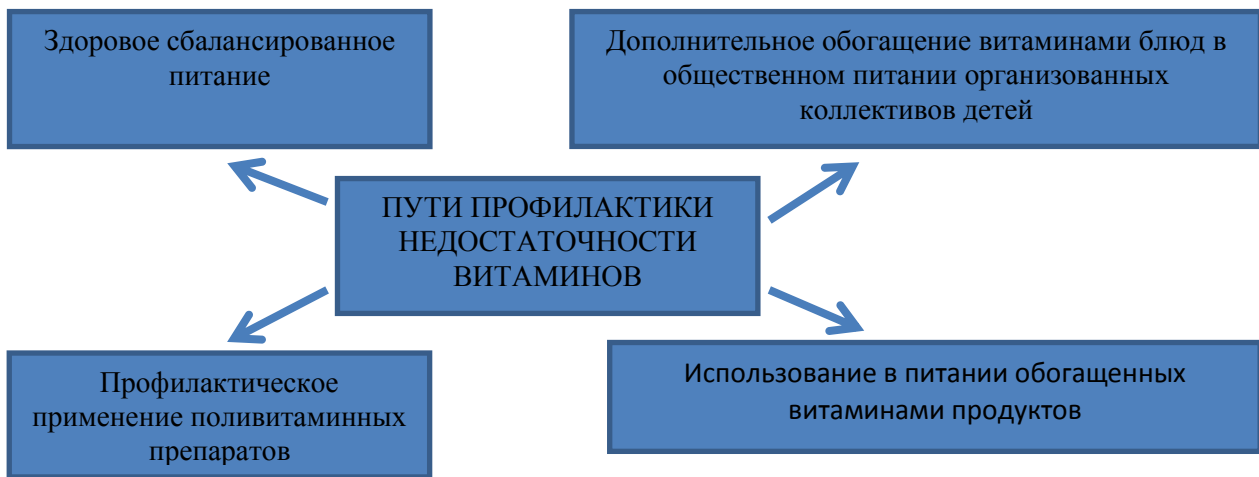 Здоровое сбалансированное
питание
Дополнительное обогащение витаминами блюд в
общественном питании организованных
коллективов детей
ПУТИ ПРОФИЛАКТИКИ
НЕДОСТАТОЧНОСТИ
ВИТАМИНОВ
Профилактическое
применение поливитаминных
препаратов
Использование в питании обогащенных
витаминами продуктов